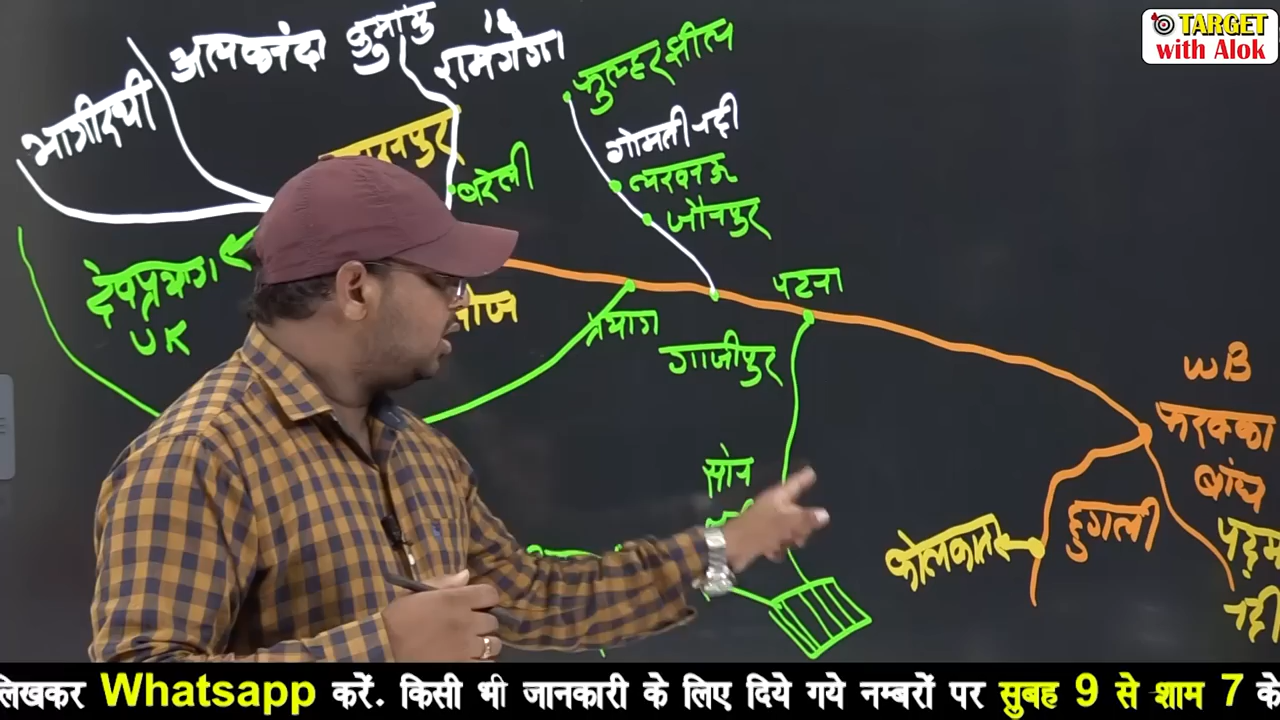 TARGET
with Alok
भागीरथी
अलकनंदा
कुमायु
रामगंगा
फुल्हर झील
गोमती नदी
लखनऊ
जौनपुर
बरेली
देवप्रयाग
UK
प्रयाग
गाजीपुर
पटना
सोन
WB
फरक्का
बांध
हुगली
कोलकाता
नदी
लिखकर Whatsapp करें. किसी भी जानकारी के लिए दिये गये नम्बरों पर सुबह 9 से शाम 7 के